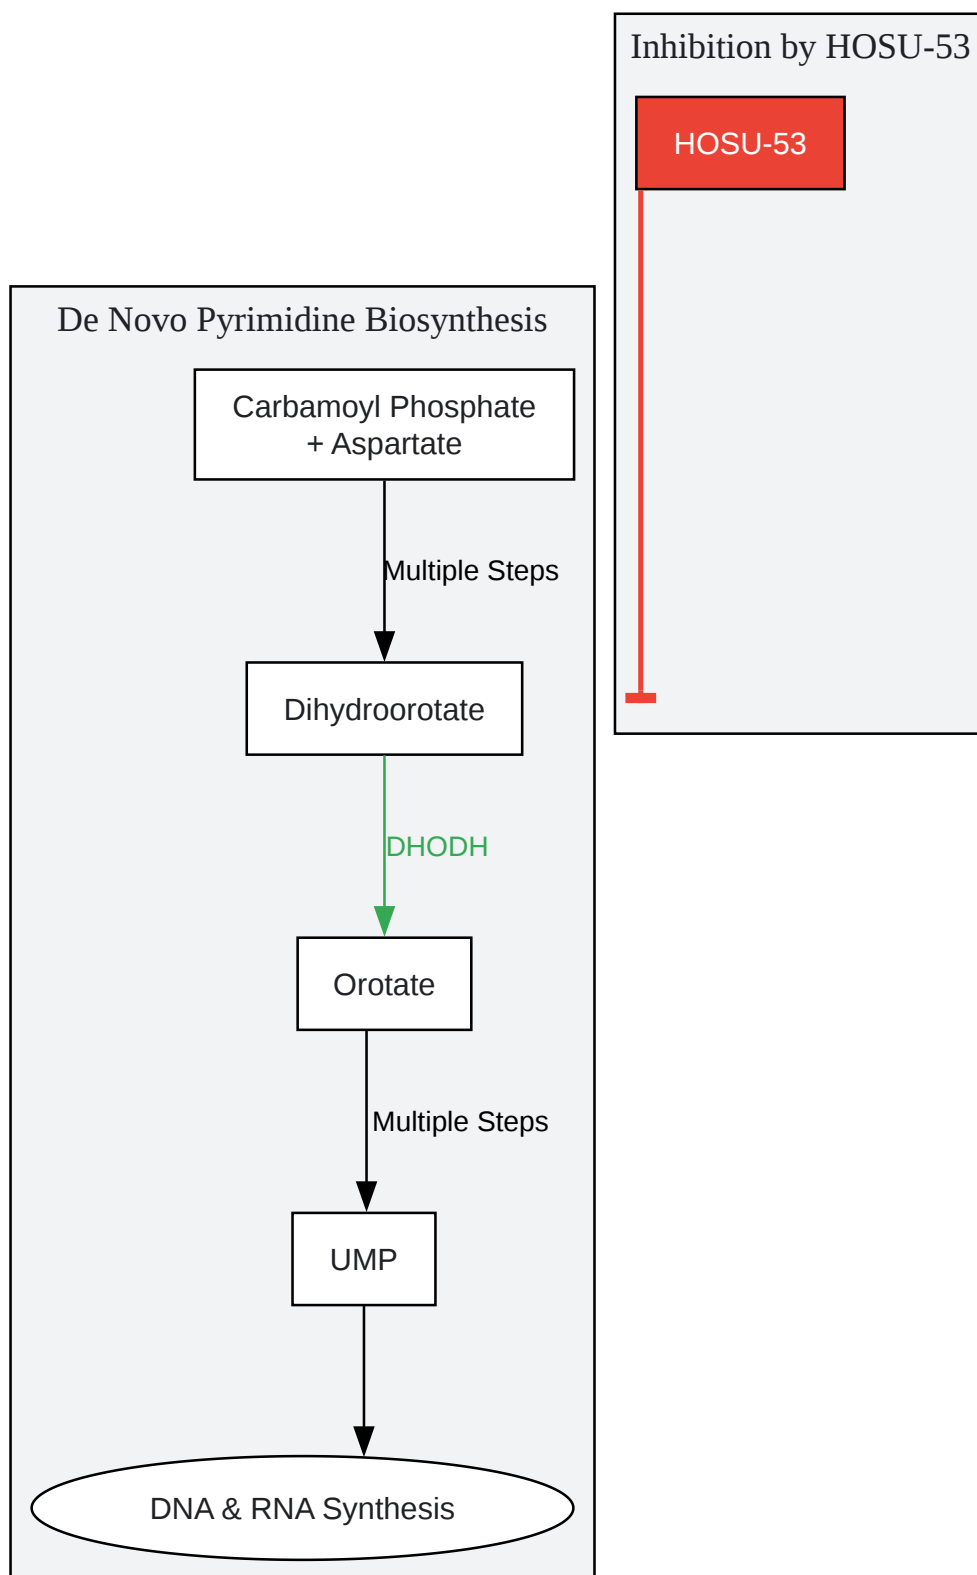 Inhibition by HOSU-53
HOSU-53
De Novo Pyrimidine Biosynthesis
Carbamoyl Phosphate
+ Aspartate
Multiple Steps
Dihydroorotate
DHODH
Orotate
Multiple Steps
UMP
DNA & RNA Synthesis